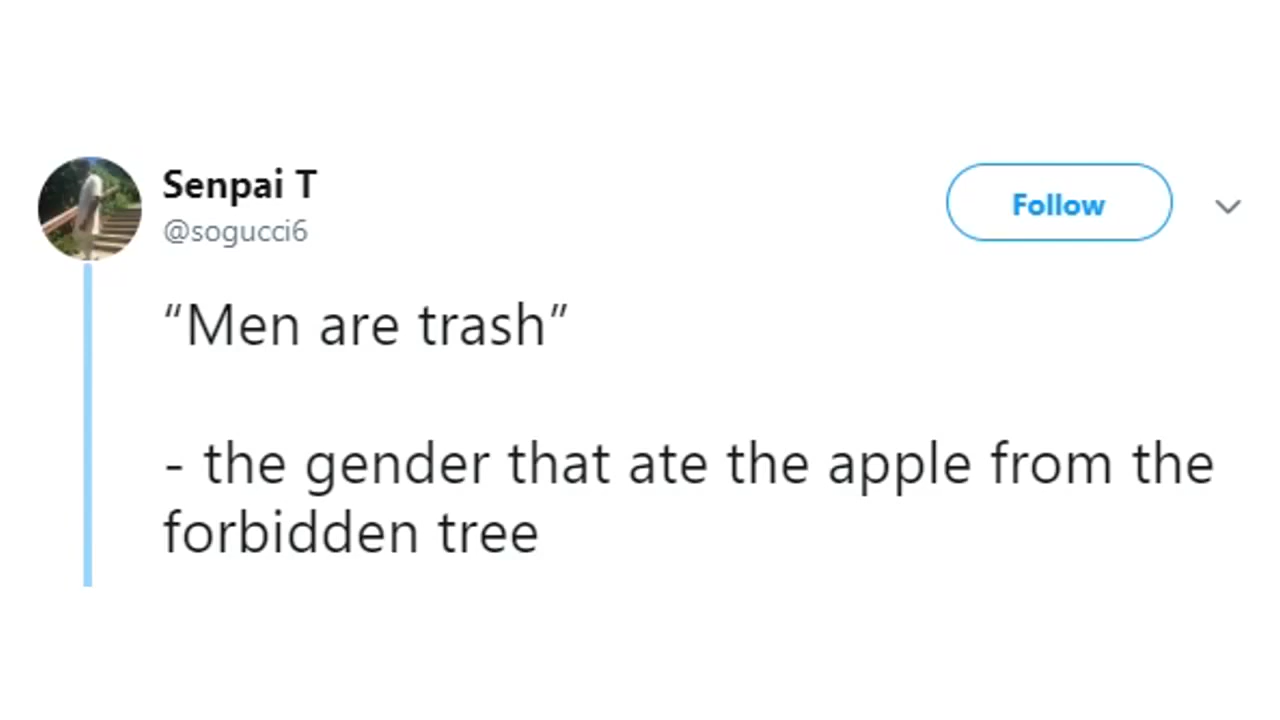 Senpai T
@sogucci6
Follow
“Men are trash”
- the gender that ate the apple from the
forbidden tree